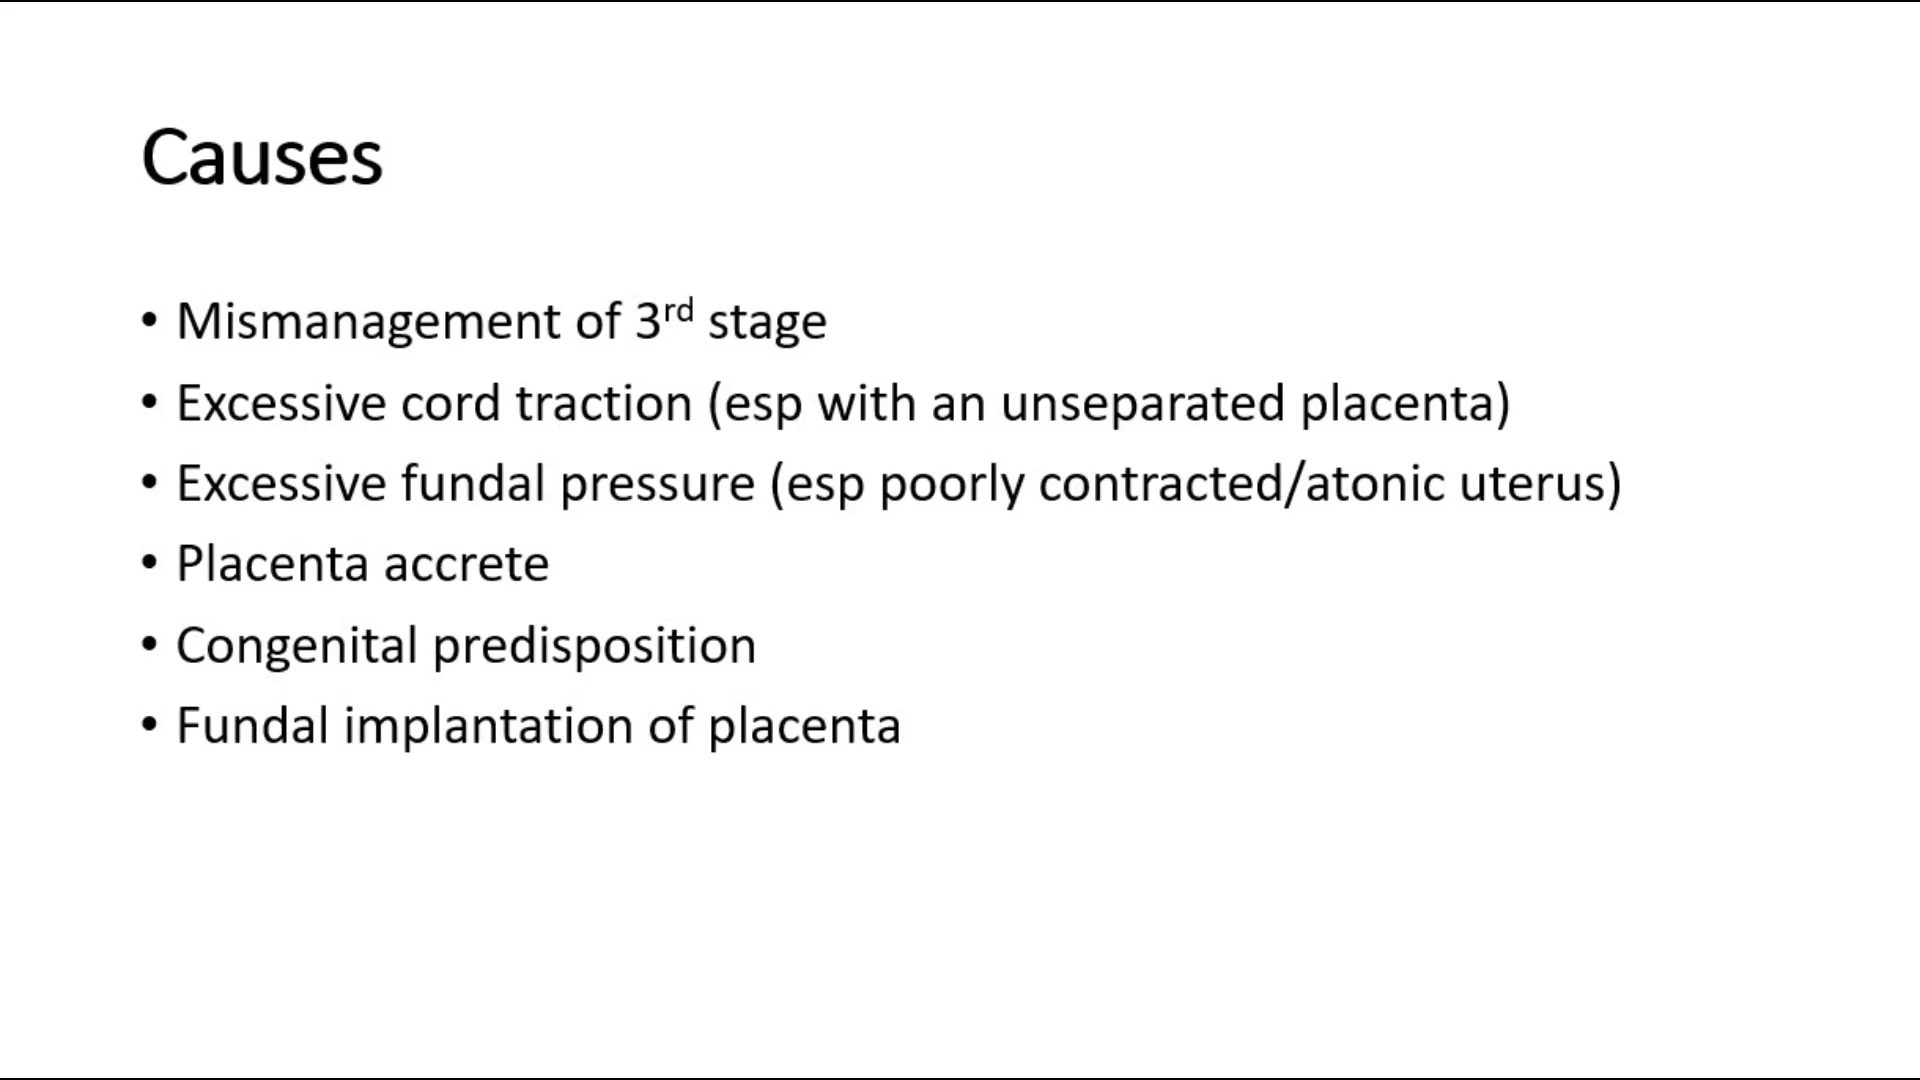 Causes
• Mismanagement of 3rd stage
• Excessive cord traction (esp with an unseparated placenta)
• Excessive fundal pressure (esp poorly contracted/atonic uterus)
• Placenta accrete
• Congenital predisposition
• Fundal implantation of placenta